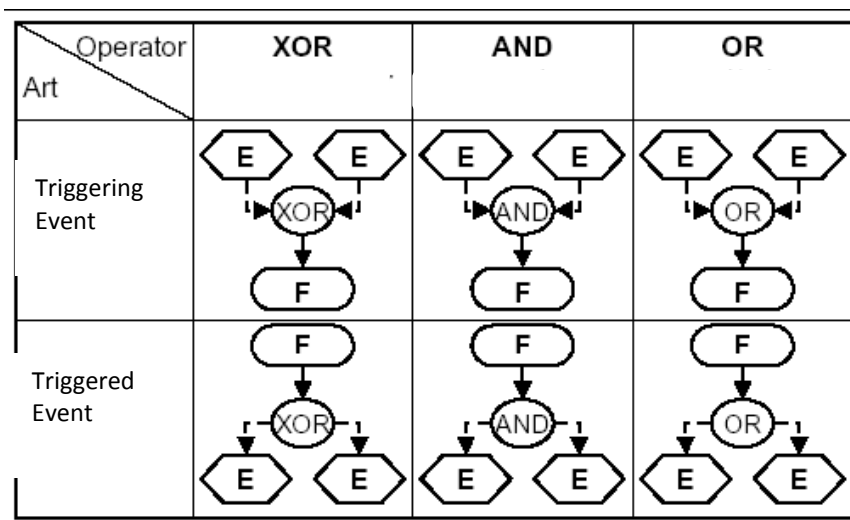 Operator XOR AND OR
Art
E E E E E E
Triggering
Event
XOR AND OR
F F F
F F F
Triggered
Event
XOR AND OR
E E E E E E